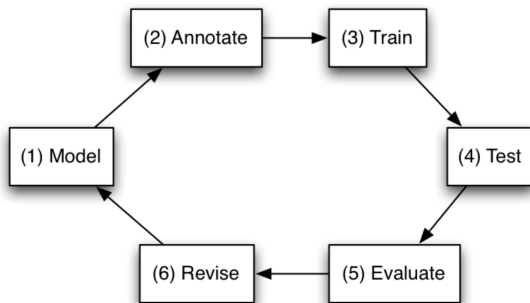 (2) Annotate
(3) Train
(1) Model
(4) Test
(6) Revise
(5) Evaluate